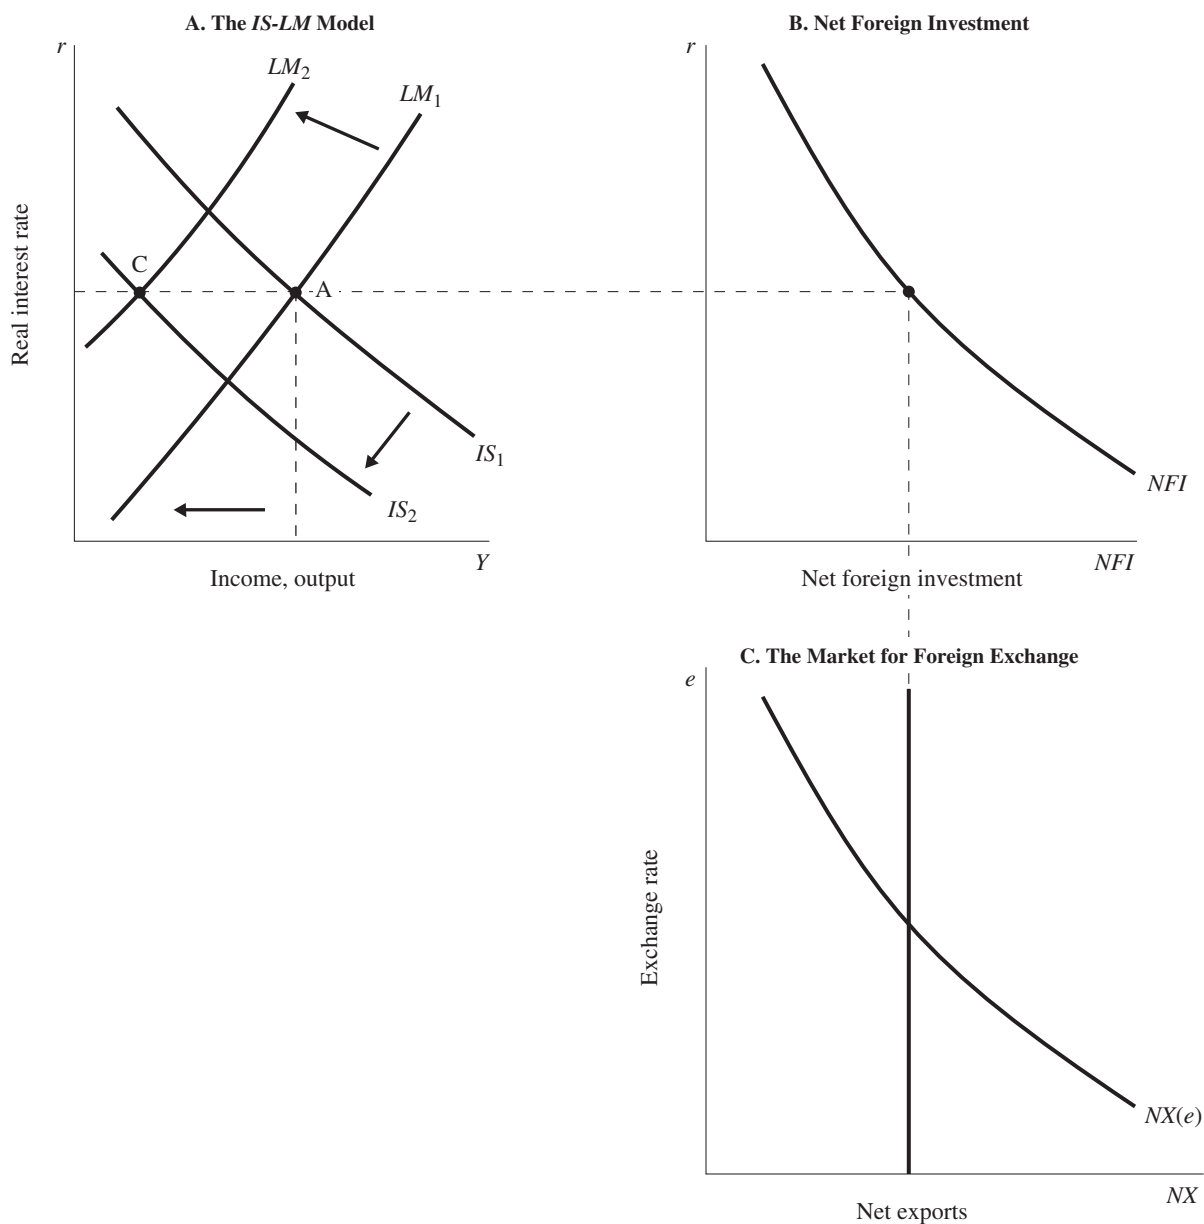 A. The IS-LM Model
r
LM₂
LM₁
C
A
Real interest rate
IS₁
IS₂
Y
Income, output
B. Net Foreign Investment
r
NFI
NFI
Net foreign investment
C. The Market for Foreign Exchange
e
Exchange rate
NX(e)
NX
Net exports